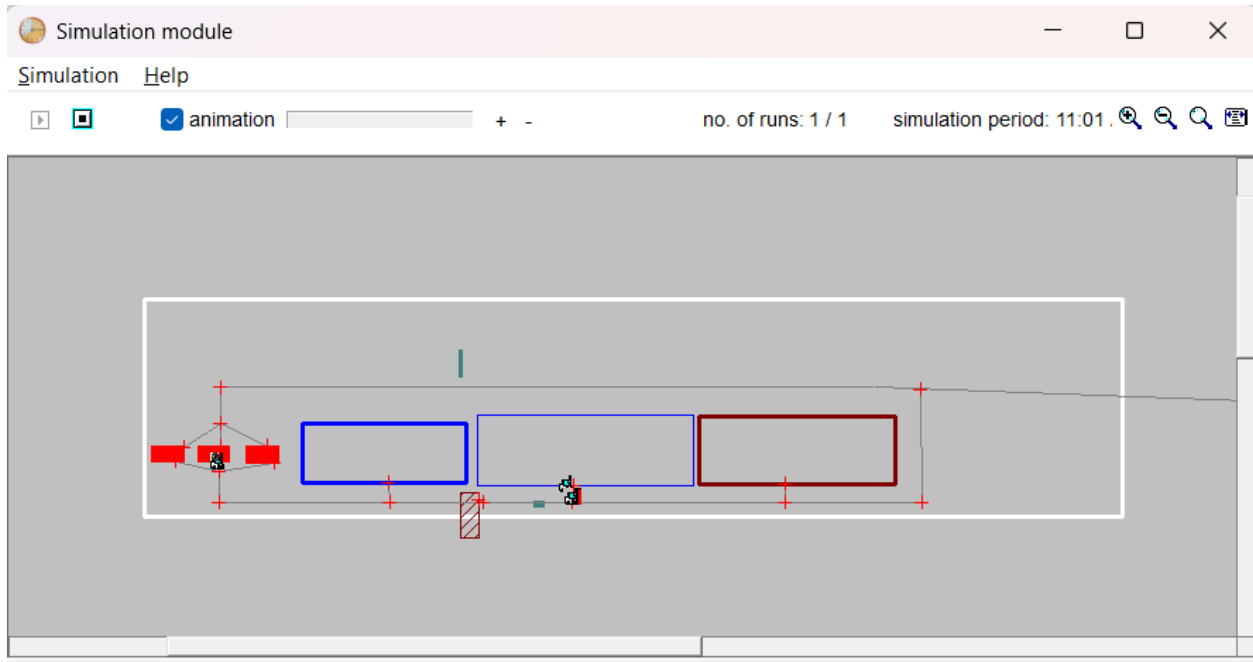 Simulation module
Simulation Help
animation + - no. of runs: 1 / 1 simulation period: 11:01